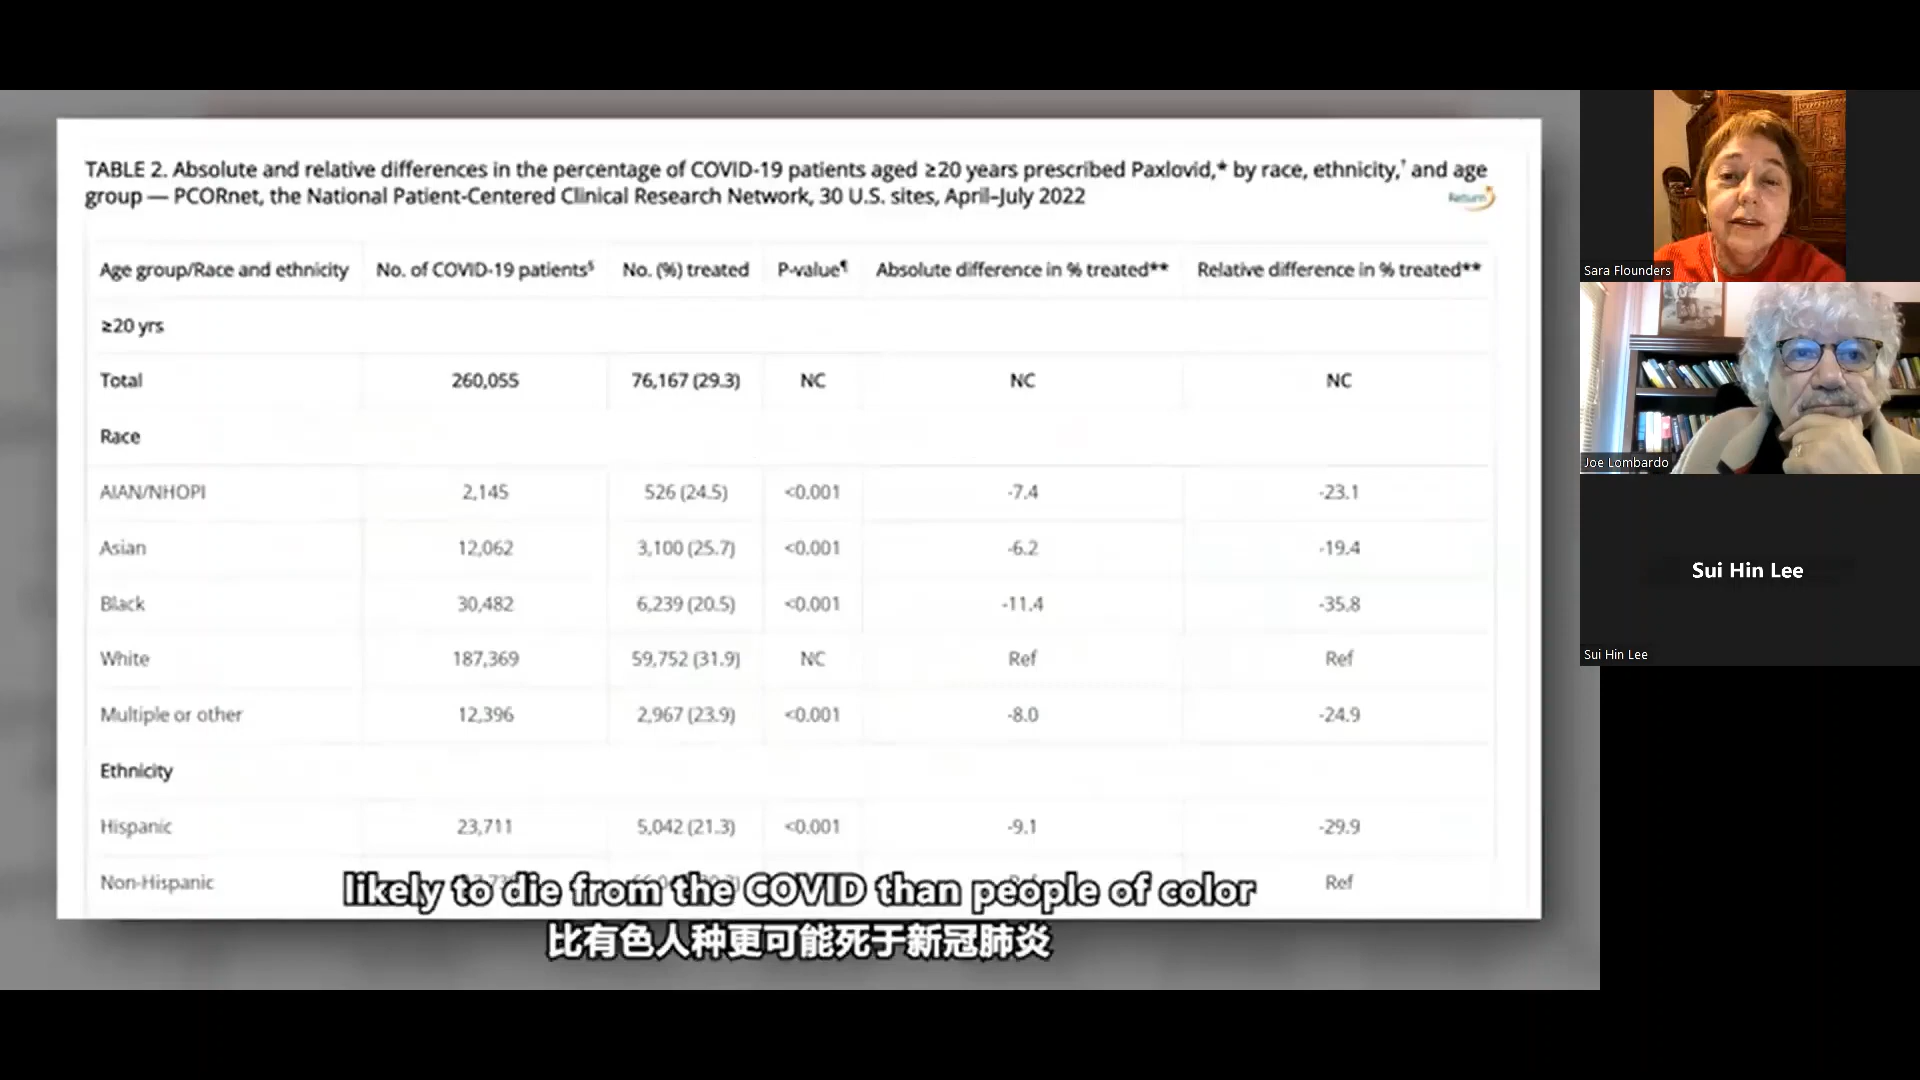 TABLE 2. Absolute and relative differences in the percentage of COVID-19 patients aged ≥20 years prescribed Paxlovid,* by race, ethnicity,† and age
group — PCORnet, the National Patient-Centered Clinical Research Network, 30 U.S. sites, April–July 2022
Return
Age group/Race and ethnicity No. of COVID-19 patients§ No. (%) treated P-value¶ Absolute difference in % treated** Relative difference in % treated**
≥20 yrs
Total 260,055 76,167 (29.3) NC NC NC
Race
AIAN/NHOPI 2,145 526 (24.5) <0.001 -7.4 -23.1
Asian 12,062 3,100 (25.7) <0.001 -6.2 -19.4
Black 30,482 6,239 (20.5) <0.001 -11.4 -35.8
White 187,369 59,752 (31.9) NC Ref Ref
Multiple or other 12,396 2,967 (23.9) <0.001 -8.0 -24.9
Ethnicity
Hispanic 23,711 5,042 (21.3) <0.001 -9.1 -29.9
Non-Hispanic Ref
likely to die from the COVID than people of color
比有色人种更可能死于新冠肺炎
Sara Flounders
Joe Lombardo
Sui Hin Lee
Sui Hin Lee